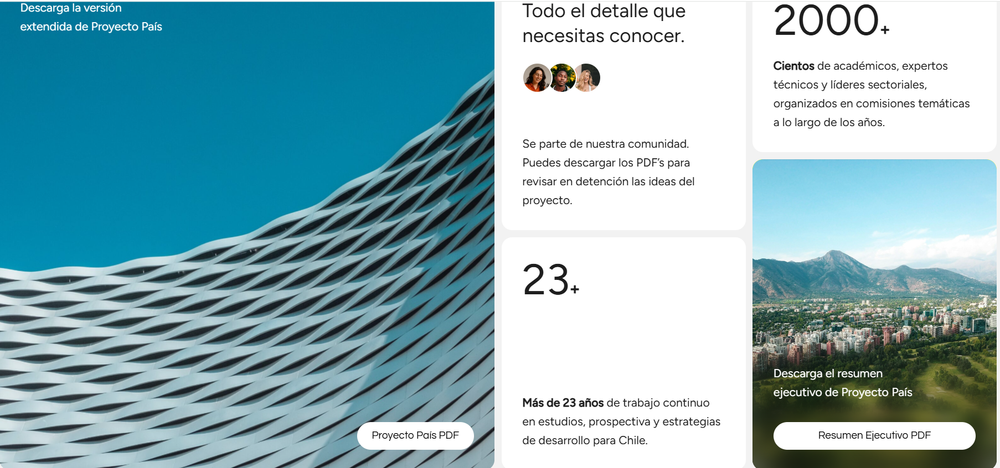 Descarga la versión
extendida de Proyecto País
Proyecto País PDF
Todo el detalle que
necesitas conocer.
Se parte de nuestra comunidad.
Puedes descargar los PDF’s para
revisar en detención las ideas del
proyecto.
23+
Más de 23 años de trabajo continuo
en estudios, prospectiva y estrategias
de desarrollo para Chile.
2000+
Cientos de académicos, expertos
técnicos y líderes sectoriales,
organizados en comisiones temáticas
a lo largo de los años.
Descarga el resumen
ejecutivo de Proyecto País
Resumen Ejecutivo PDF